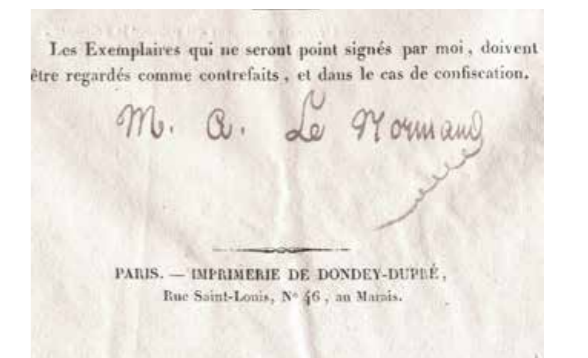 Les Exemplaires qui ne seront point signés par moi, doivent
être regardés comme contrefaits, et dans le cas de confiscation.
M. A. Le Normand
PARIS. — IMPRIMERIE DE DONDEY-DUPRÉ,
Rue Saint-Louis, N° 46, au Marais.